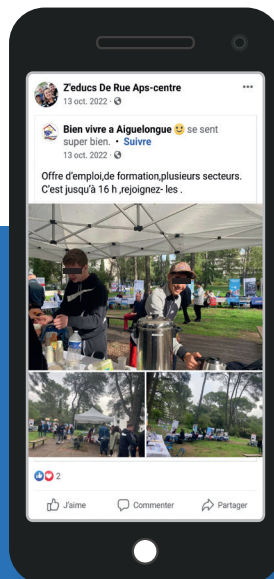 Z'educs De Rue Aps-centre
13 oct. 2022 ·
Bien vivre a Aiguelongue 😉 se sent
super bien. • Suivre
13 oct. 2022 ·
Offre d'emploi,de formation,plusieurs secteurs.
C'est jusqu'à 16 h ,rejoignez- les .
2
J'aime
Commenter
Partager